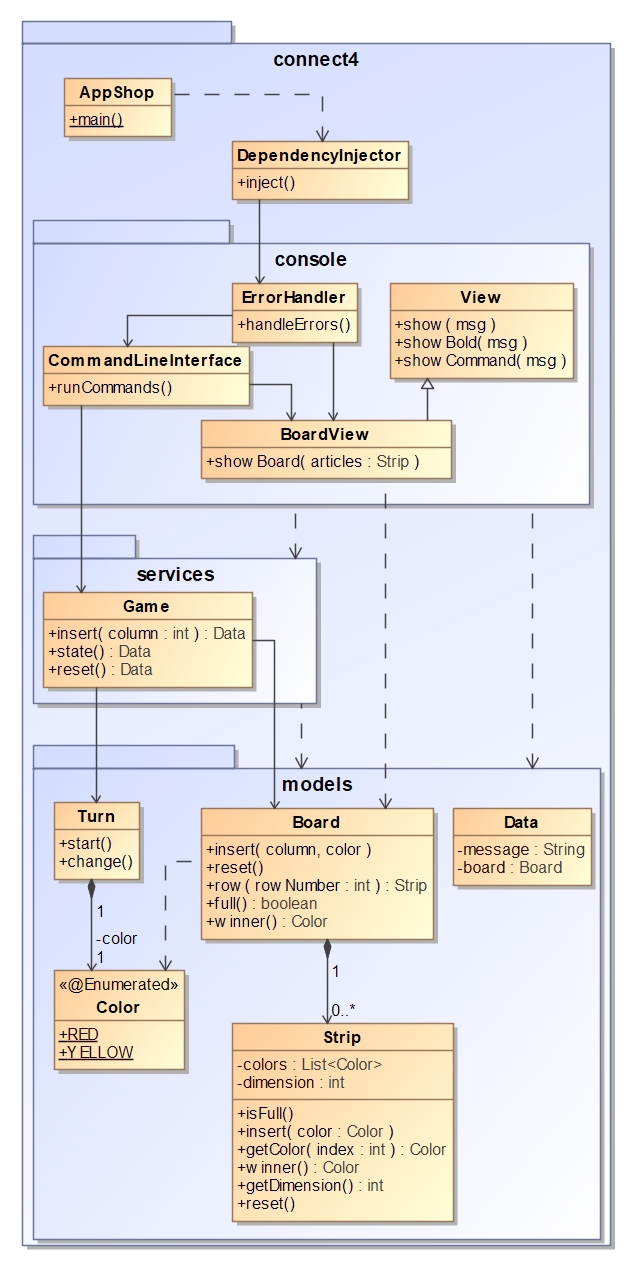 connect4
AppShop
+main()
DependencyInjector
+inject()
console
ErrorHandler
+handleErrors()
View
+show ( msg )
+show Bold( msg )
+show Command( msg )
CommandLineInterface
+runCommands()
BoardView
+show Board( articles : Strip )
services
Game
+insert( column : int ) : Data
+state() : Data
+reset() : Data
models
Turn
+start()
+change()
Board
+insert( column, color )
+reset()
+row ( row Number : int ) : Strip
+full() : boolean
+w inner() : Color
Data
-message : String
-board : Board
1
-color
1
«@Enumerated»
Color
+RED
+YELLOW
1
0..*
Strip
-colors : List<Color>
-dimension : int
+isFull()
+insert( color : Color )
+getColor( index : int ) : Color
+w inner() : Color
+getDimension() : int
+reset()